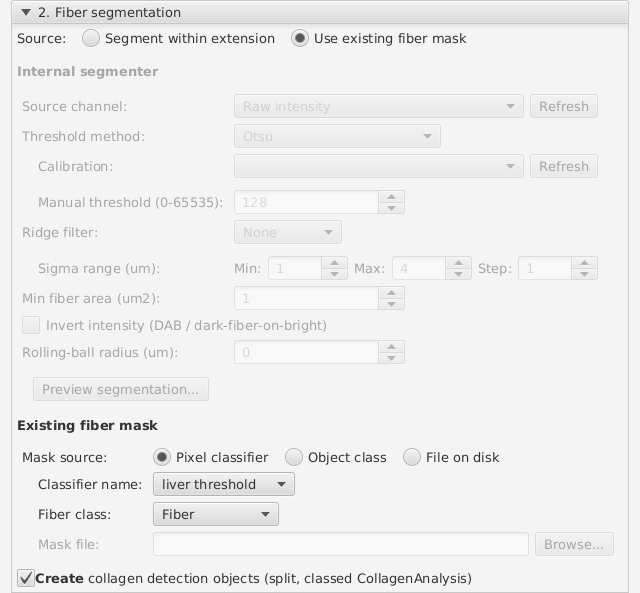 2. Fiber segmentation
Source: Segment within extension Use existing fiber mask
Internal segmenter
Source channel: Raw intensity Refresh
Threshold method: Otsu
Calibration: Refresh
Manual threshold (0-65535): 128
Ridge filter: None
Sigma range (um): Min: 1 Max: 4 Step: 1
Min fiber area (um2): 1
Invert intensity (DAB / dark-fiber-on-bright)
Rolling-ball radius (um): 0
Preview segmentation...
Existing fiber mask
Mask source: Pixel classifier Object class File on disk
Classifier name: liver threshold
Fiber class: Fiber
Mask file: Browse...
Create collagen detection objects (split, classed CollagenAnalysis)